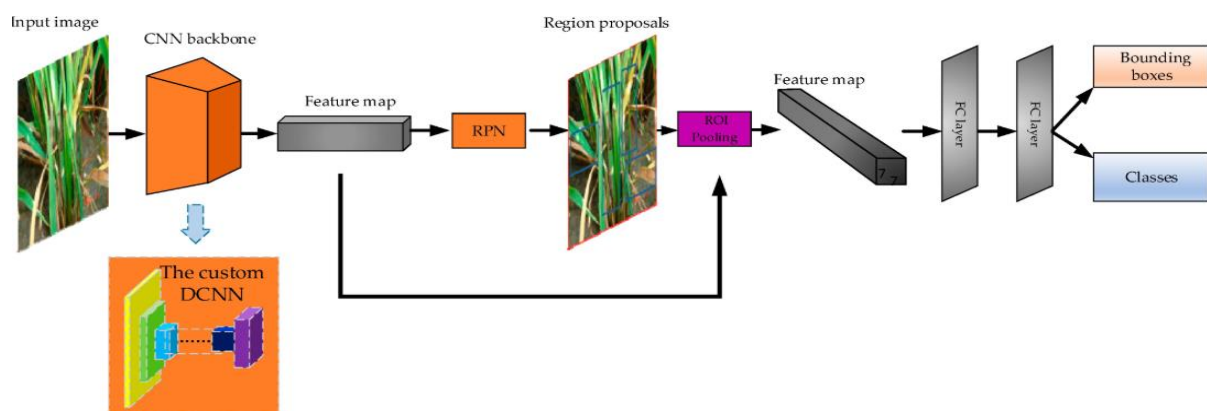 Input image
CNN backbone
Feature map
RPN
Region proposals
ROI
Pooling
Feature map
7
7
FC layer
FC layer
Bounding
boxes
Classes
The custom
DCNN